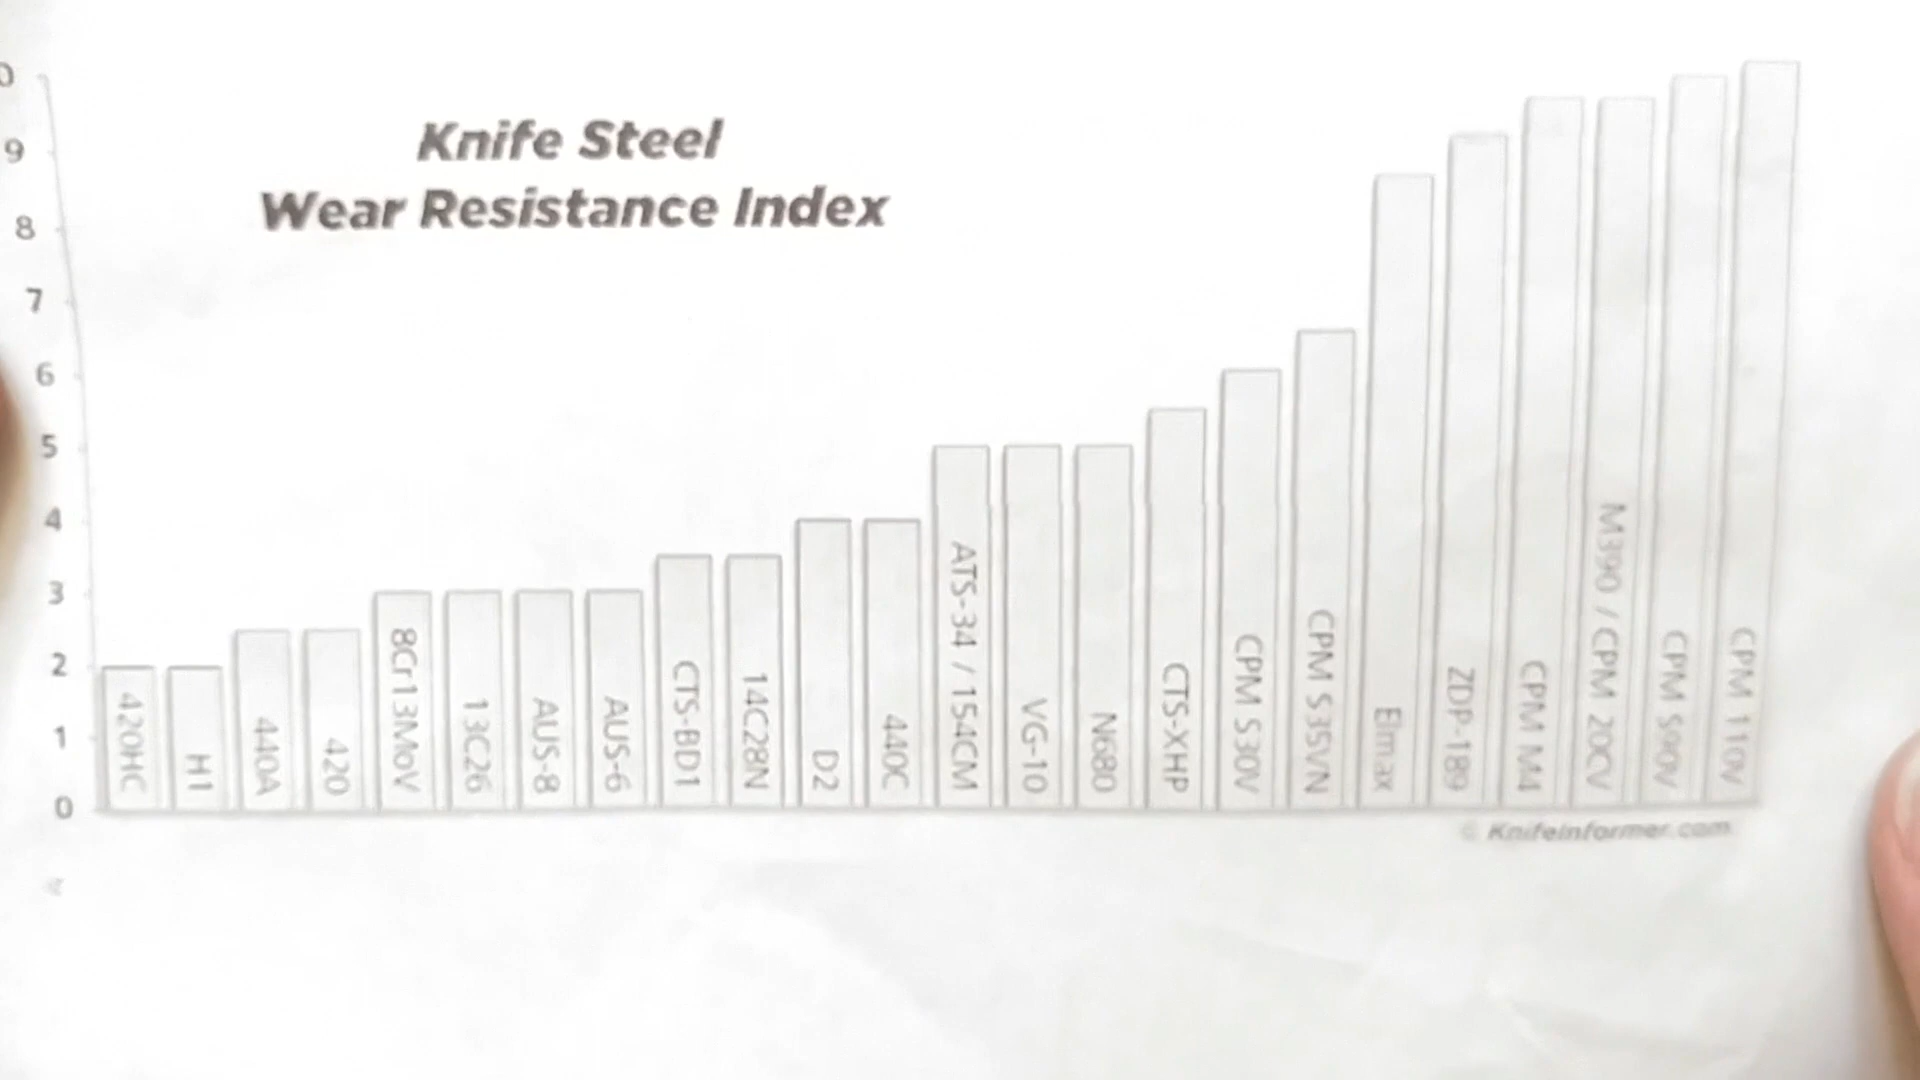 Knife Steel
Wear Resistance Index
9
8
7
6
5
4
3
2
1
0
420HC
H1
440A
420
8Cr13MoV
13C26
AUS-8
AUS-6
CTS-BD1
14C28N
D2
440C
ATS-34 / 154CM
VG-10
N680
CTS-XHP
CPM S30V
CPM S35VN
Elmax
ZDP-189
CPM M4
M390 / CPM 20CV
CPM S90V
CPM 110V
© KnifeInformer.com